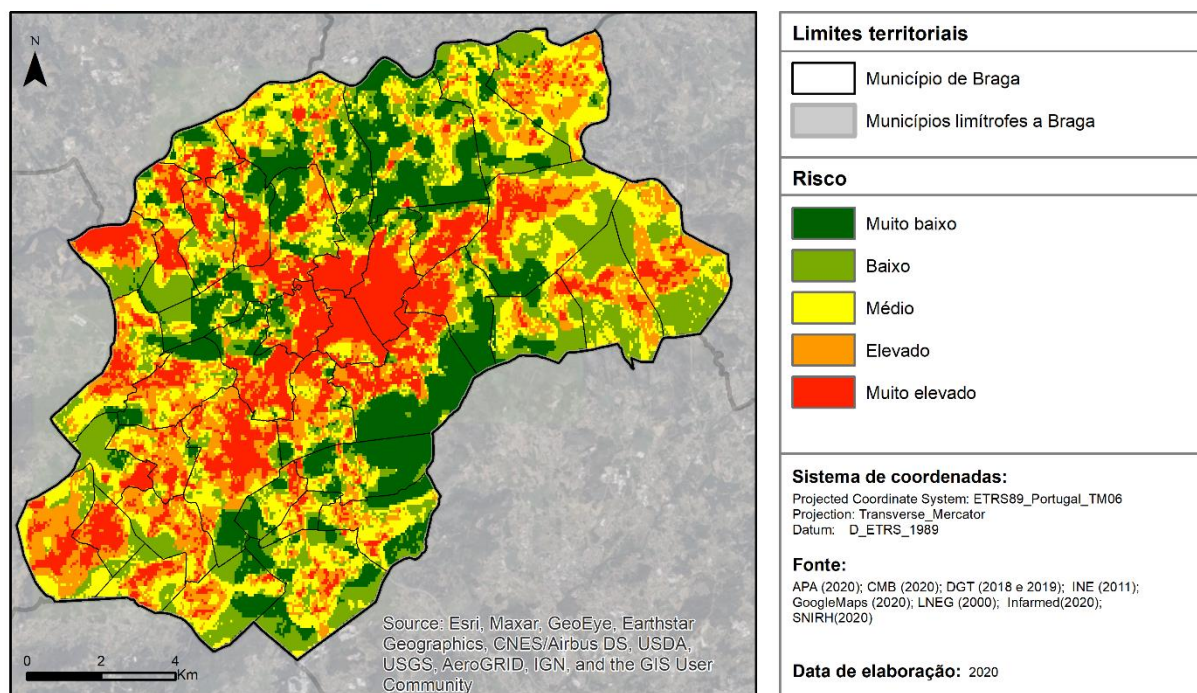 N
0 2 4
Km
Source: Esri, Maxar, GeoEye, Earthstar
Geographics, CNES/Airbus DS, USDA,
USGS, AeroGRID, IGN, and the GIS User
Community
Limites territoriais
Município de Braga
Municípios limítrofes a Braga
Risco
Muito baixo
Baixo
Médio
Elevado
Muito elevado
Sistema de coordenadas:
Projected Coordinate System: ETRS89_Portugal_TM06
Projection: Transverse_Mercator
Datum: D_ETRS_1989
Fonte:
APA (2020); CMB (2020); DGT (2018 e 2019); INE (2011);
GoogleMaps (2020); LNEG (2000); Infarmed(2020);
SNIRH(2020)
Data de elaboração: 2020